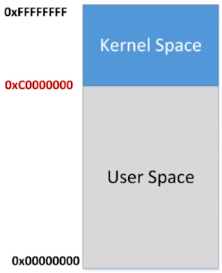 0xFFFFFFFF
Kernel Space
0xC0000000
User Space
0x00000000